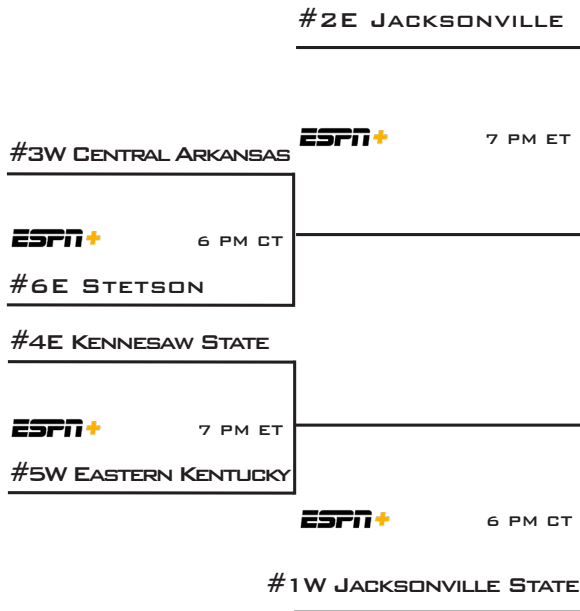 #2E Jacksonville
ESPN+ 7 PM ET
#3W Central Arkansas
ESPN+ 6 PM CT
#6E Stetson
#4E Kennesaw State
ESPN+ 7 PM ET
#5W Eastern Kentucky
ESPN+ 6 PM CT
#1W Jacksonville State